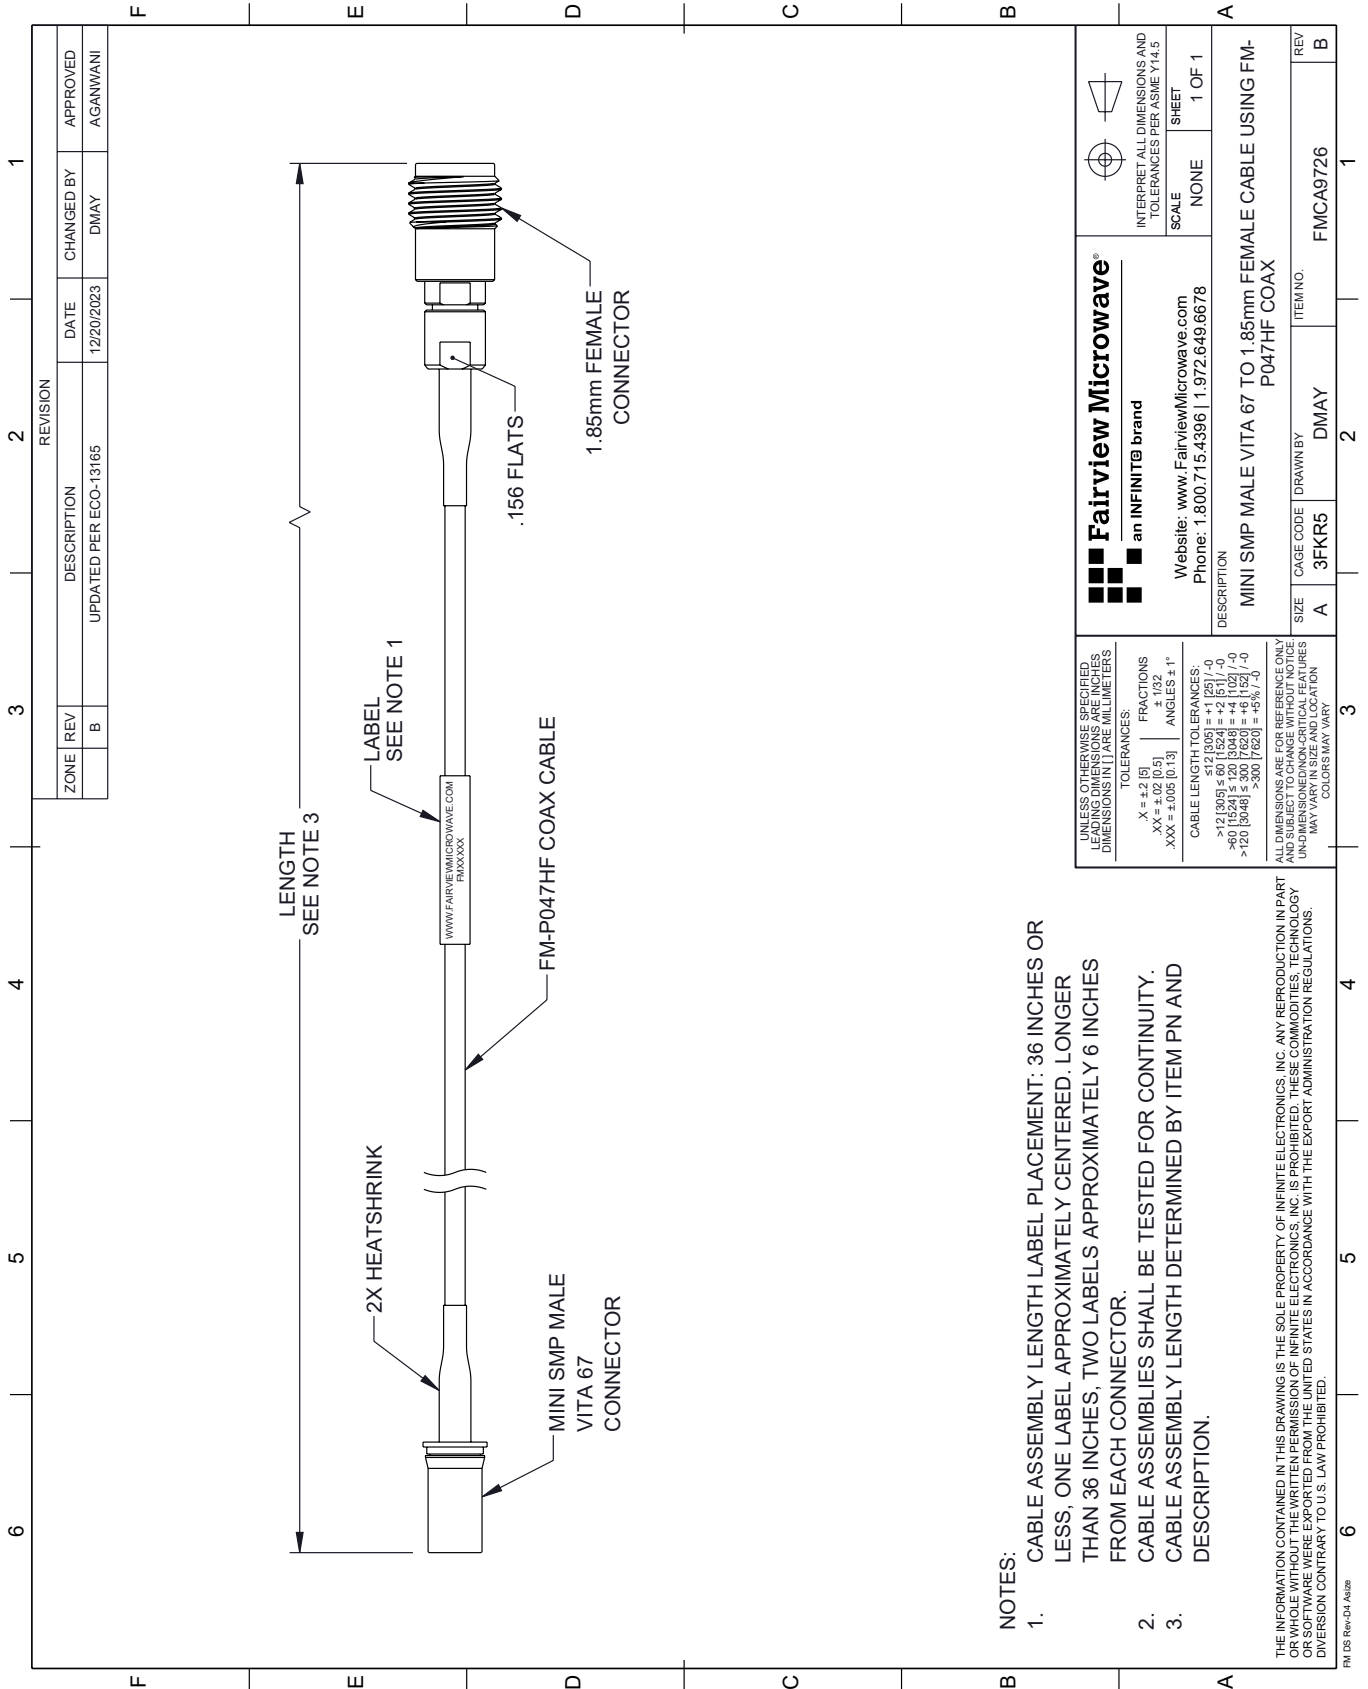 6
5
4
3
2
1
F
E
D
C
B
A
REVISION
ZONE
REV
DESCRIPTION
DATE
CHANGED BY
APPROVED
B
UPDATED PER ECO-13165
12/20/2023
DMAY
AGANWANI
LENGTH
SEE NOTE 3
2X HEATSHRINK
LABEL
SEE NOTE 1
WWW.FAIRVIEWMICROWAVE.COM
FMXXXXX
MINI SMP MALE
VITA 67
CONNECTOR
FM-P047HF COAX CABLE
.156 FLATS
1.85mm FEMALE
CONNECTOR
NOTES:
1. CABLE ASSEMBLY LENGTH LABEL PLACEMENT: 36 INCHES OR
LESS, ONE LABEL APPROXIMATELY CENTERED. LONGER
THAN 36 INCHES, TWO LABELS APPROXIMATELY 6 INCHES
FROM EACH CONNECTOR.
2. CABLE ASSEMBLIES SHALL BE TESTED FOR CONTINUITY.
3. CABLE ASSEMBLY LENGTH DETERMINED BY ITEM PN AND
DESCRIPTION.
THE INFORMATION CONTAINED IN THIS DRAWING IS THE SOLE PROPERTY OF INFINITE ELECTRONICS, INC. ANY REPRODUCTION IN PART
OR WHOLE WITHOUT THE WRITTEN PERMISSION OF INFINITE ELECTRONICS, INC. IS PROHIBITED. THESE COMMODITIES, TECHNOLOGY
OR SOFTWARE WERE EXPORTED FROM THE UNITED STATES IN ACCORDANCE WITH THE EXPORT ADMINISTRATION REGULATIONS.
DIVERSION CONTRARY TO U.S. LAW PROHIBITED.
UNLESS OTHERWISE SPECIFIED
LEADING DIMENSIONS ARE INCHES
DIMENSIONS IN [ ] ARE MILLIMETERS
TOLERANCES:
.X = ±.2 [5]
.XX = ±.02 [0.5]
.XXX = ±.005 [0.13]
FRACTIONS
± 1/32
ANGLES ± 1°
CABLE LENGTH TOLERANCES:
≤12 [305] = +1 [25] / -0
>12 [305] ≤ 60 [1524] = +2 [51] / -0
>60 [1524] ≤ 120 [3048] = +4 [102] / -0
>120 [3048] ≤ 300 [7620] = +6 [152] / -0
>300 [7620] = +5% / -0
ALL DIMENSIONS ARE FOR REFERENCE ONLY
AND SUBJECT TO CHANGE WITHOUT NOTICE.
UN-DIMENSIONED/NON-CRITICAL FEATURES
MAY VARY IN SIZE AND LOCATION
COLORS MAY VARY
Fairview Microwave®
an INFINIT® brand
Website: www.FairviewMicrowave.com
Phone: 1.800.715.4396 | 1.972.649.6678
INTERPRET ALL DIMENSIONS AND
TOLERANCES PER ASME Y14.5
SCALE
NONE
SHEET
1 OF 1
DESCRIPTION
MINI SMP MALE VITA 67 TO 1.85mm FEMALE CABLE USING FM-
P047HF COAX
SIZE
A
CAGE CODE
3FKR5
DRAWN BY
DMAY
ITEM NO.
FMCA9726
REV
B
F
E
D
C
B
A
FM DS Rev-D4 Asize
6
5
4
3
2
1